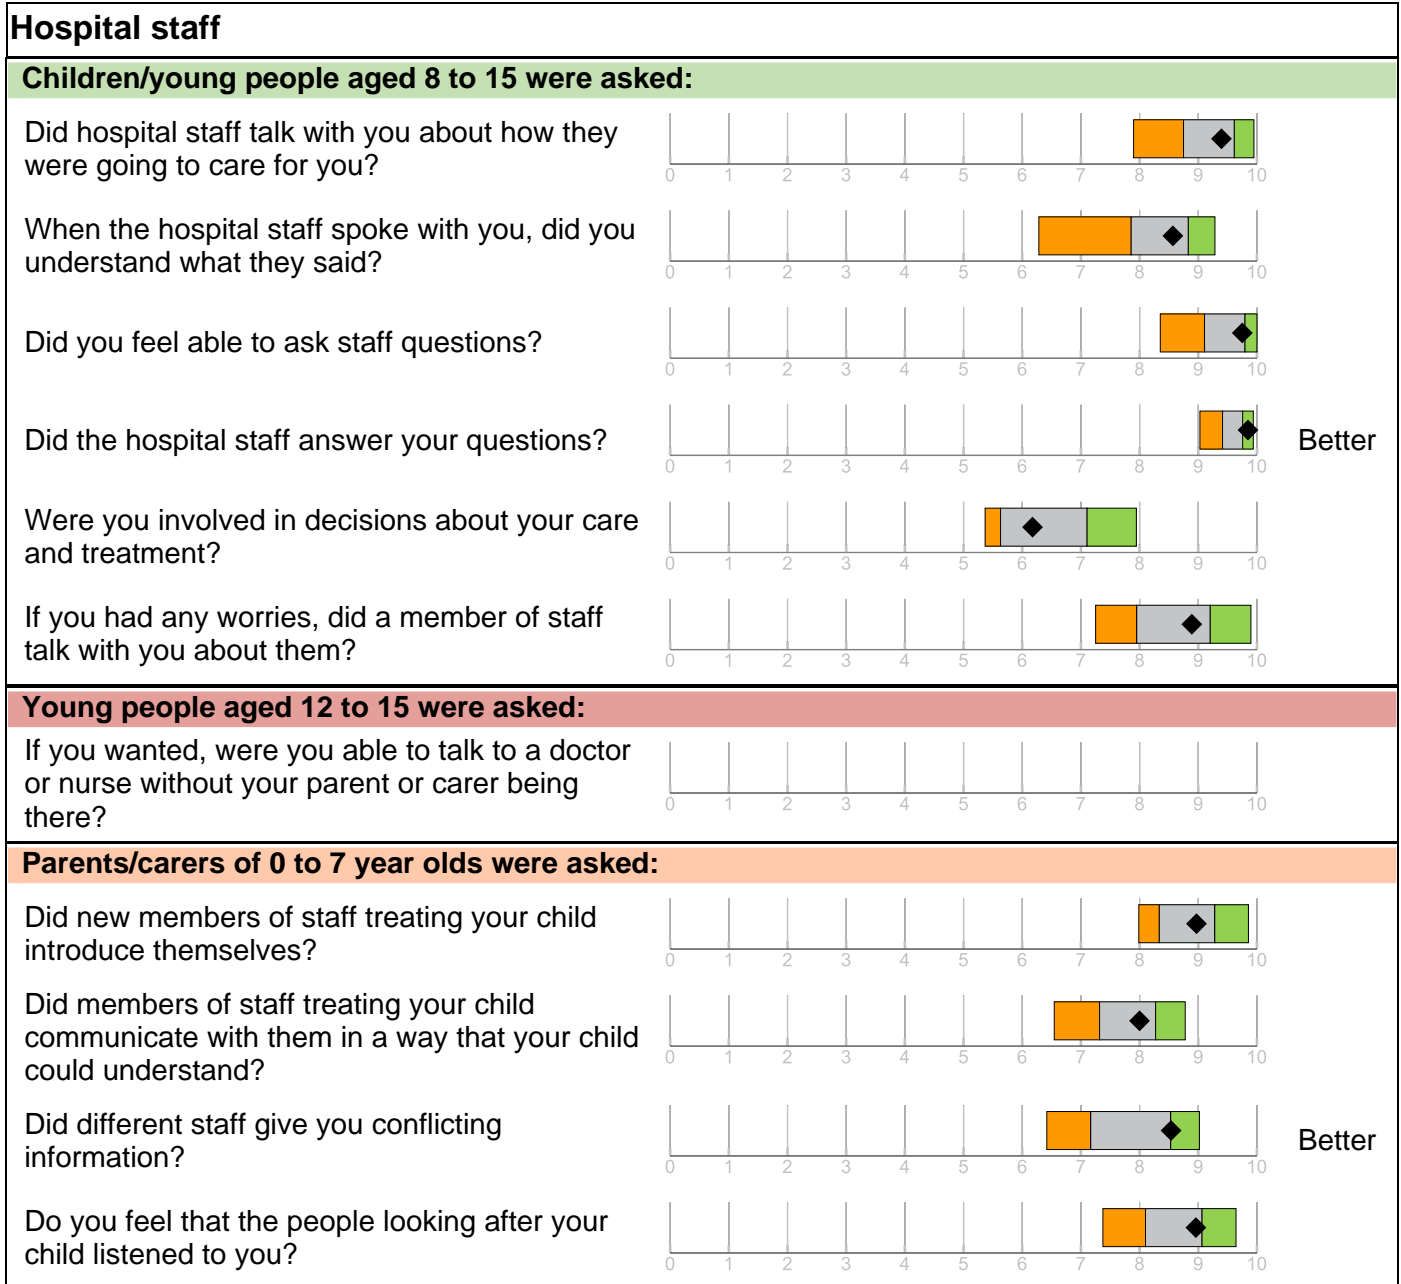 Hospital staff
Children/young people aged 8 to 15 were asked:
Did hospital staff talk with you about how they
were going to care for you?
0 1 2 3 4 5 6 7 8 9 10
When the hospital staff spoke with you, did you
understand what they said?
0 1 2 3 4 5 6 7 8 9 10
Did you feel able to ask staff questions?
0 1 2 3 4 5 6 7 8 9 10
Did the hospital staff answer your questions?
Better
0 1 2 3 4 5 6 7 8 9 10
Were you involved in decisions about your care
and treatment?
0 1 2 3 4 5 6 7 8 9 10
If you had any worries, did a member of staff
talk with you about them?
0 1 2 3 4 5 6 7 8 9 10
Young people aged 12 to 15 were asked:
If you wanted, were you able to talk to a doctor
or nurse without your parent or carer being
there?
0 1 2 3 4 5 6 7 8 9 10
Parents/carers of 0 to 7 year olds were asked:
Did new members of staff treating your child
introduce themselves?
0 1 2 3 4 5 6 7 8 9 10
Did members of staff treating your child
communicate with them in a way that your child
could understand?
0 1 2 3 4 5 6 7 8 9 10
Did different staff give you conflicting
information?
Better
0 1 2 3 4 5 6 7 8 9 10
Do you feel that the people looking after your
child listened to you?
0 1 2 3 4 5 6 7 8 9 10